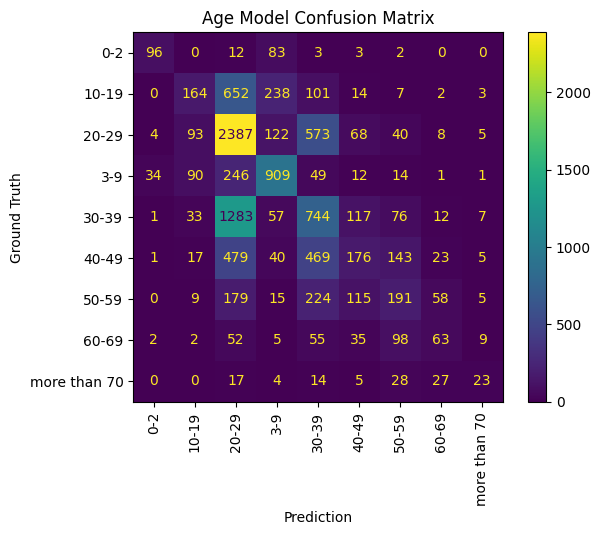 Age Model Confusion Matrix
Ground Truth
0-2 96 0 12 83 3 3 2 0 0
10-19 0 164 652 238 101 14 7 2 3
20-29 4 93 2387 122 573 68 40 8 5
3-9 34 90 246 909 49 12 14 1 1
30-39 1 33 1283 57 744 117 76 12 7
40-49 1 17 479 40 469 176 143 23 5
50-59 0 9 179 15 224 115 191 58 5
60-69 2 2 52 5 55 35 98 63 9
more than 70 0 0 17 4 14 5 28 27 23
0-2 10-19 20-29 3-9 30-39 40-49 50-59 60-69 more than 70
Prediction
2000
1500
1000
500
0